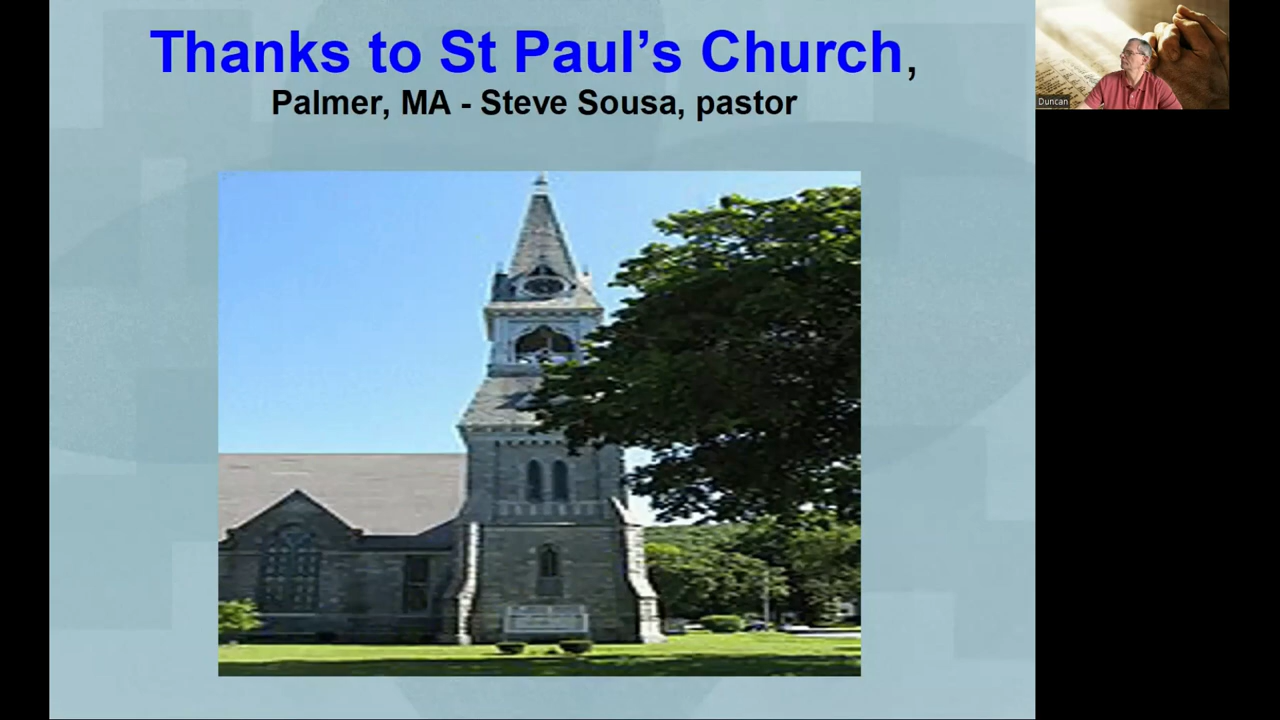 Thanks to St Paul’s Church,
Palmer, MA - Steve Sousa, pastor
Duncan